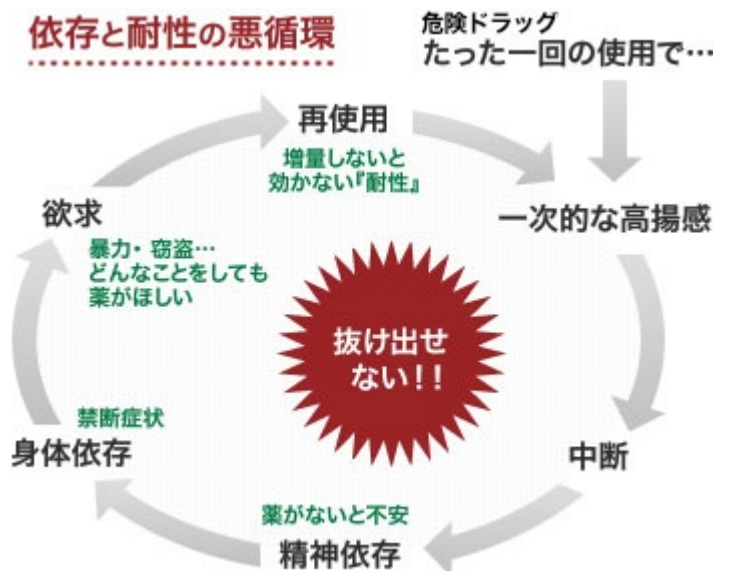 依存と耐性の悪循環
危険ドラッグ
たった一回の使用で…
再使用
増量しないと
効かない『耐性』
一次的な高揚感
欲求
暴力・窃盗…
どんなことをしても
薬がほしい
抜け出せ
ない！！
禁断症状
身体依存
中断
薬がないと不安
精神依存